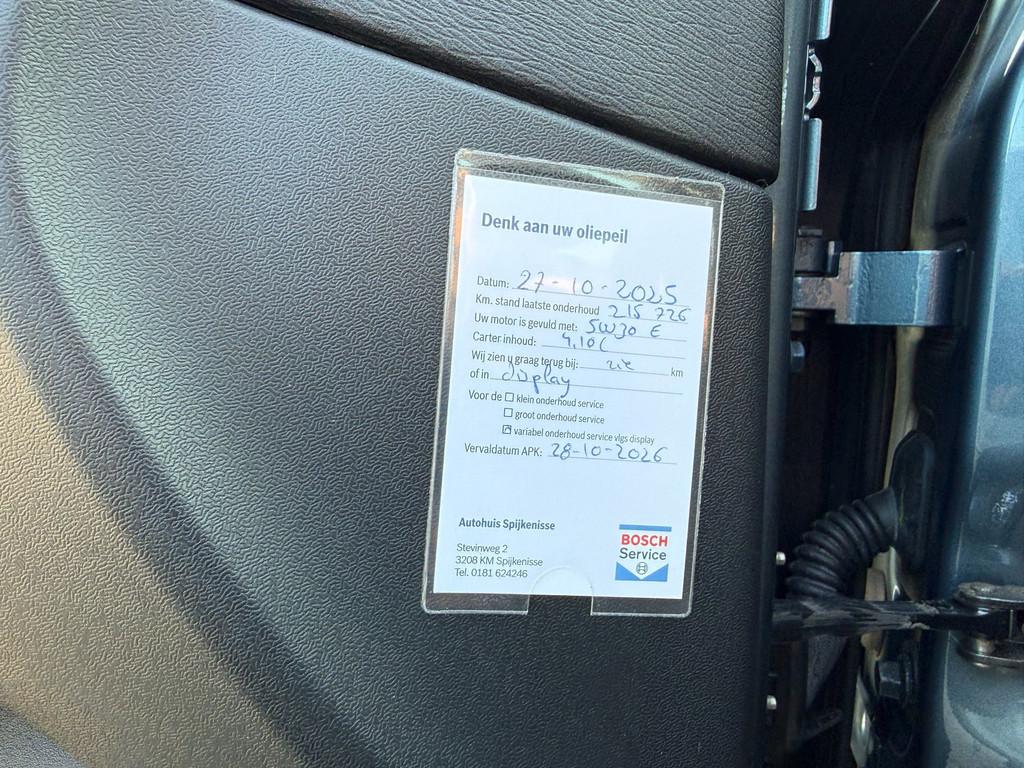 Denk aan uw oliepeil
Datum: 27-10-2025
Km. stand laatste onderhoud 215 726
Uw motor is gevuld met: 5W30 E
Carter inhoud: 4,10L
Wij zien u graag terug bij: zie km
of in display
Voor de klein onderhoud service
groot onderhoud service
variabel onderhoud service vlgs display
Vervaldatum APK: 28-10-2026
Autohuis Spijkenisse
Stevinweg 2
3208 KM Spijkenisse
Tel. 0181 624246
BOSCH
Service